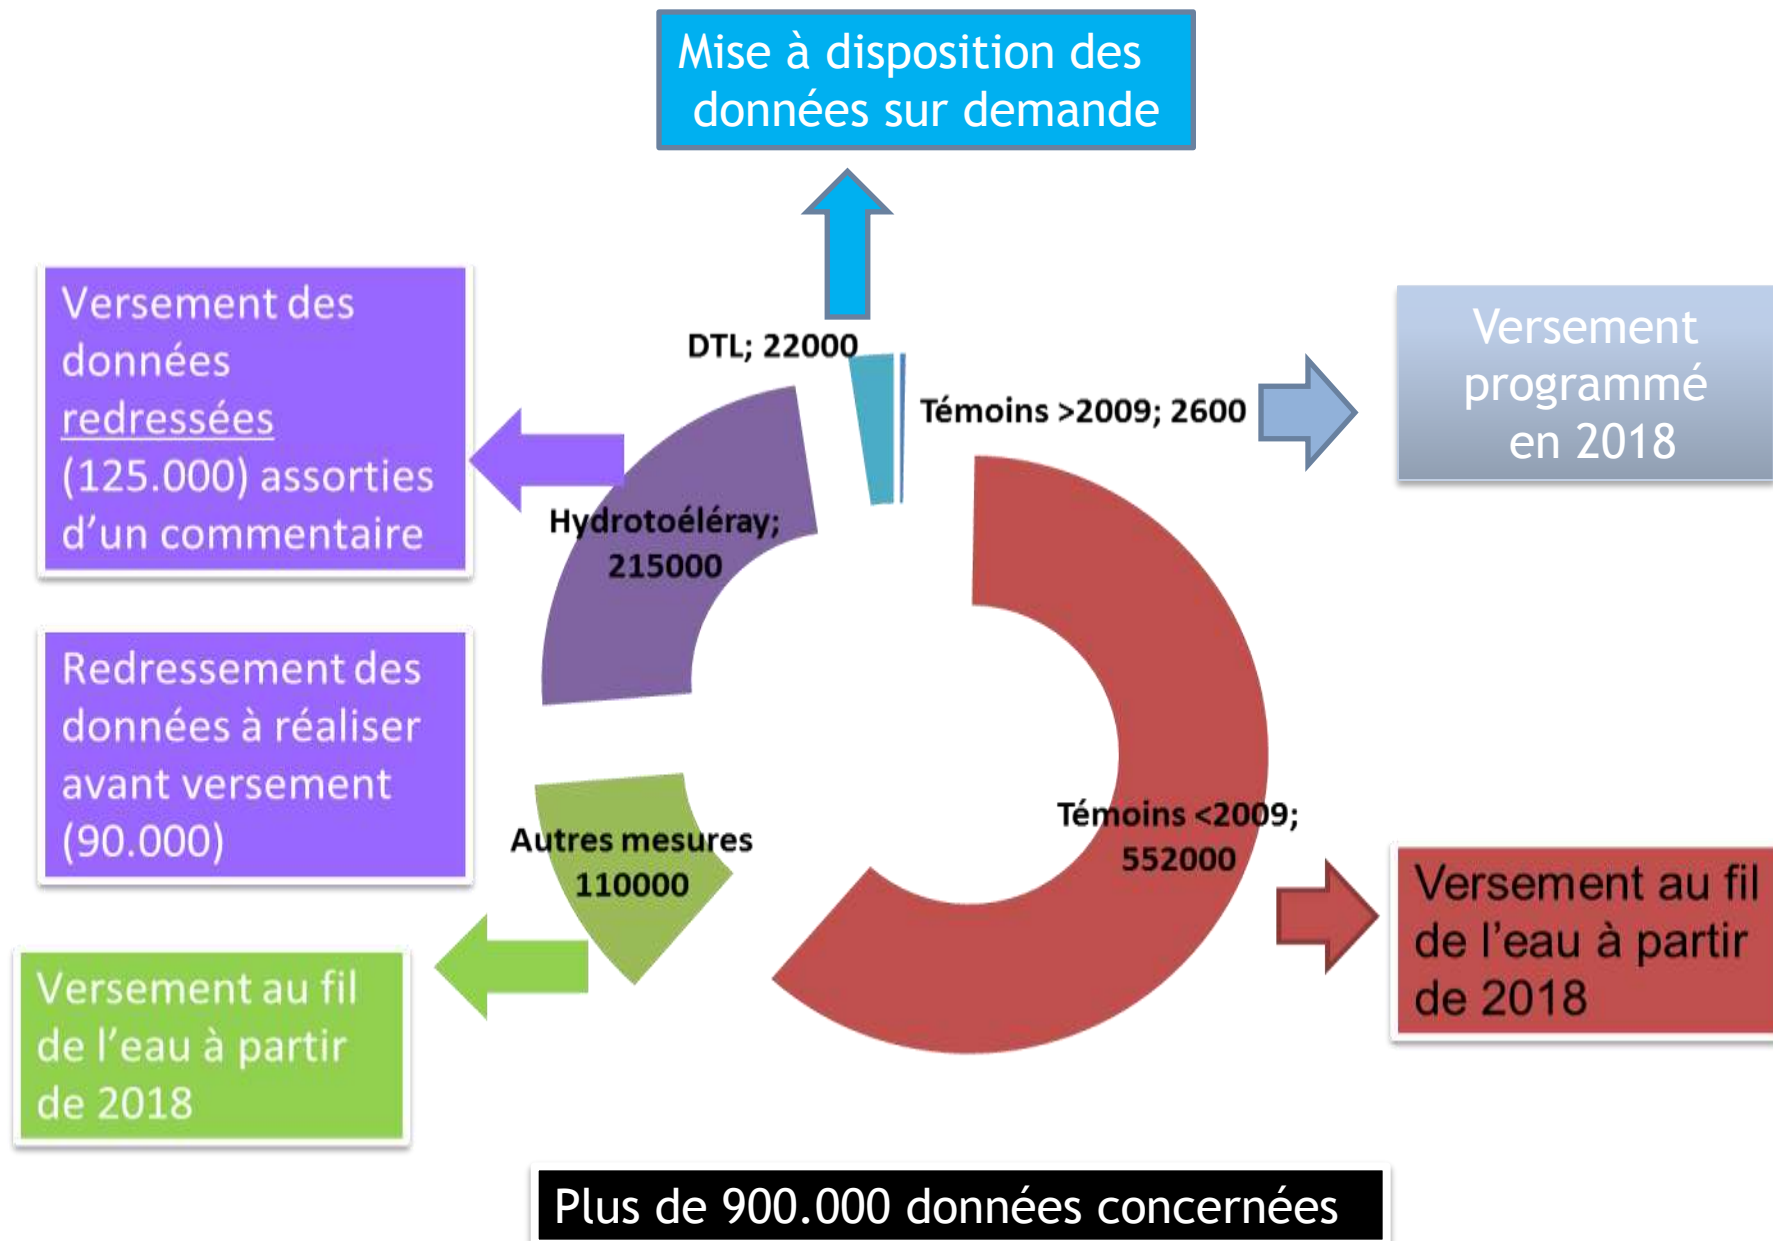 Mise à disposition des
données sur demande
Versement des
données
redressées
(125.000) assorties
d'un commentaire
DTL; 22000
Témoins >2009; 2600
Versement
programmé
en 2018
Hydrotoéléray;
215000
Redressement des
données à réaliser
avant versement
(90.000)
Autres mesures
110000
Témoins <2009;
552000
Versement au fil
de l'eau à partir
de 2018
Versement au fil
de l'eau à partir
de 2018
Plus de 900.000 données concernées